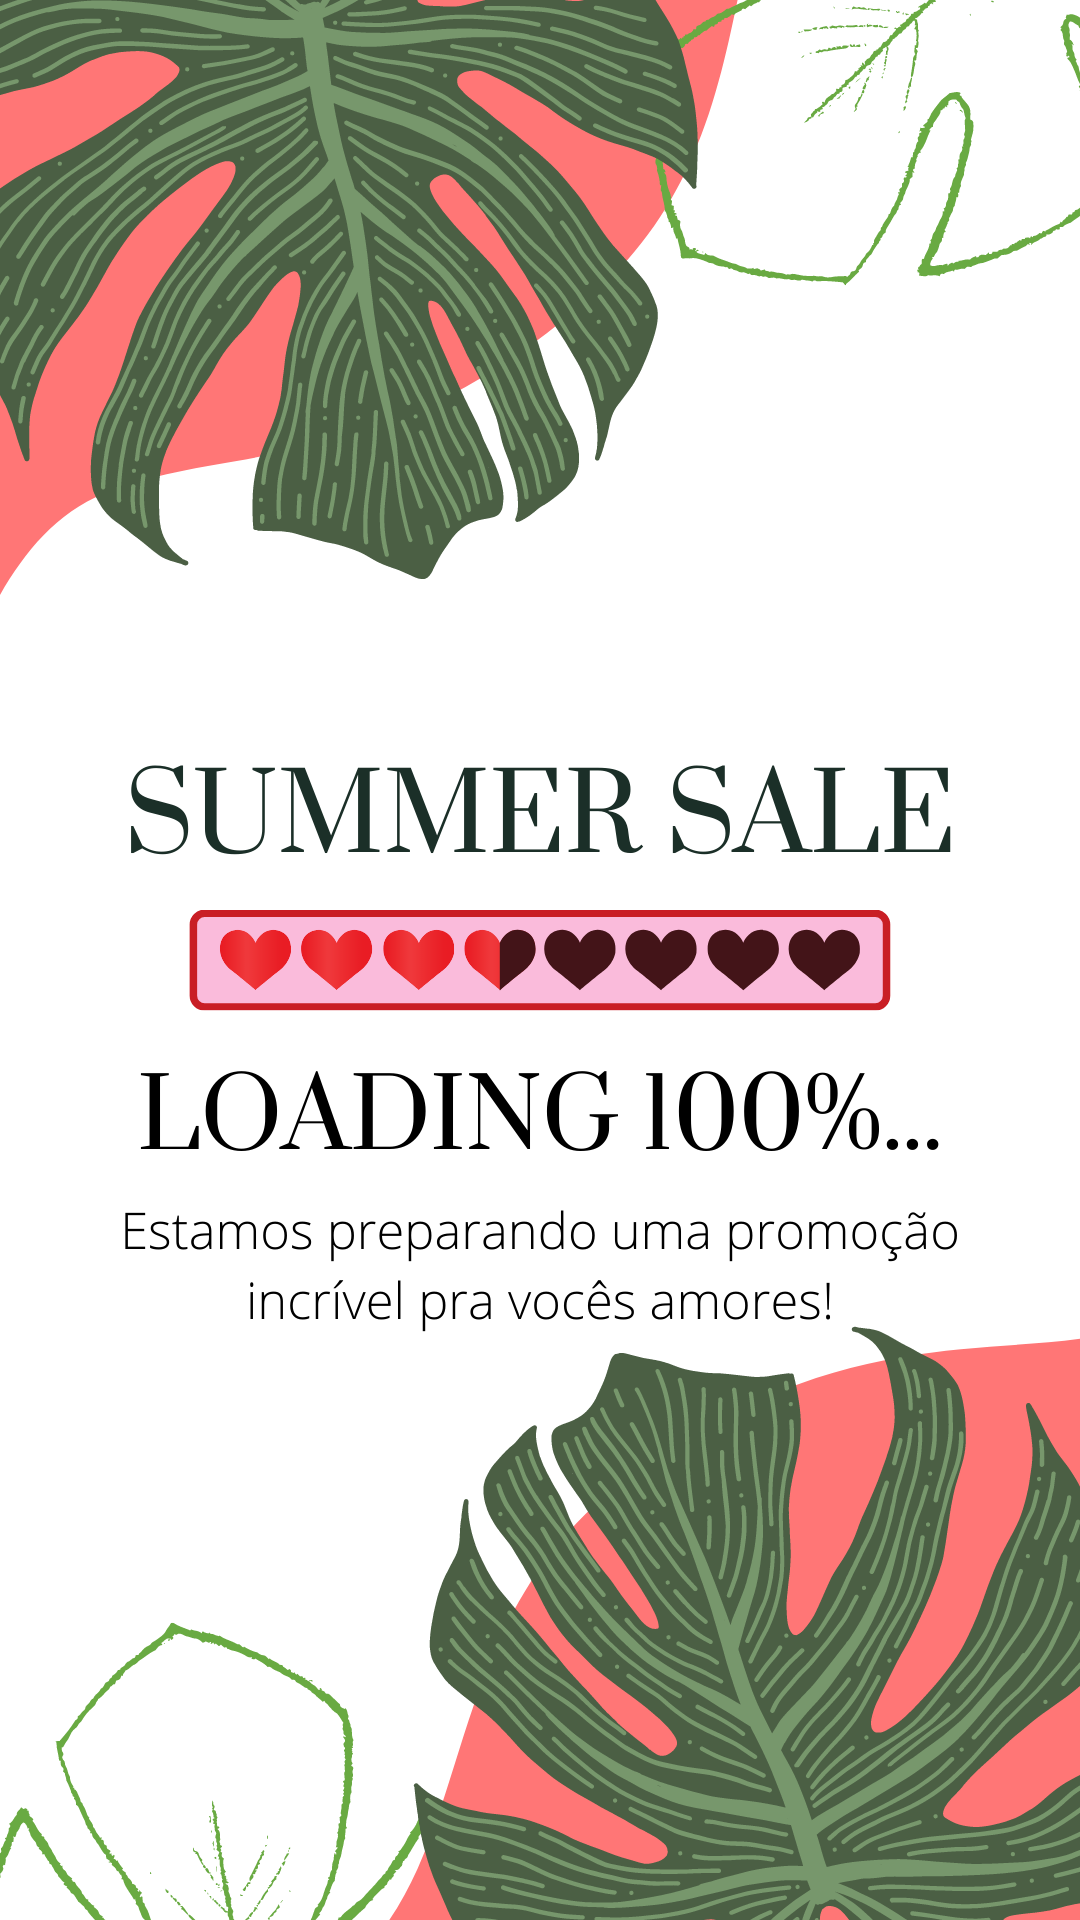 SUMMER SALE
LOADING 100%...
Estamos preparando uma promoção
incrível pra vocês amores!